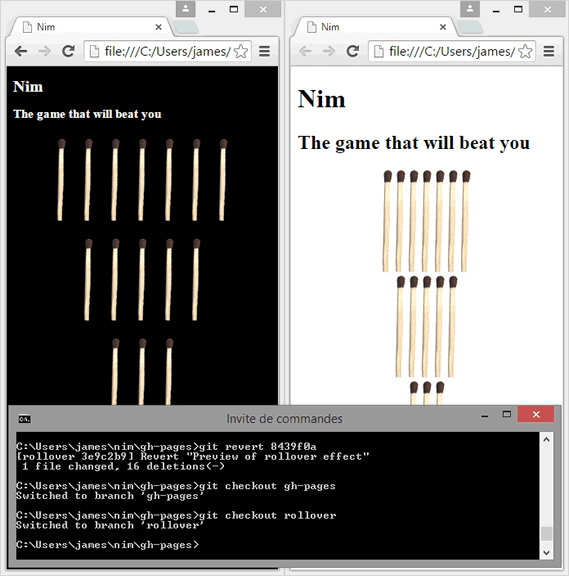 Nim
file:///C:/Users/james/
Nim
The game that will beat you
Nim
file:///C:/Users/james/
Nim
The game that will beat you
Invite de commandes
C:\Users\james\nim\gh-pages>git revert 8439f0a
[rollover 3e9c2b9] Revert "Preview of rollover effect"
1 file changed, 16 deletions(-)
C:\Users\james\nim\gh-pages>git checkout gh-pages
Switched to branch 'gh-pages'
C:\Users\james\nim\gh-pages>git checkout rollover
Switched to branch 'rollover'
C:\Users\james\nim\gh-pages>